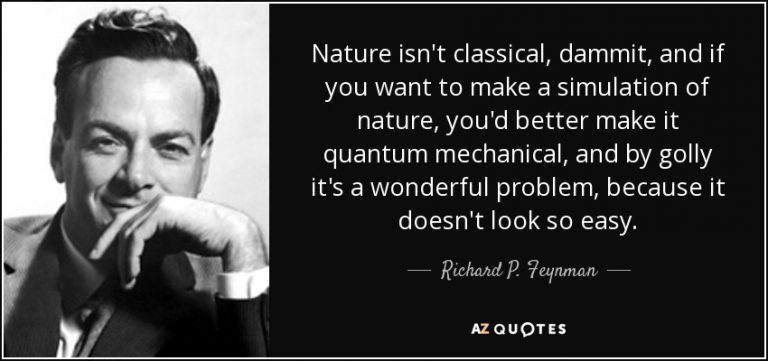 Nature isn't classical, dammit, and if
you want to make a simulation of
nature, you'd better make it
quantum mechanical, and by golly
it's a wonderful problem, because it
doesn't look so easy.
Richard P. Feynman
AZ QUOTES